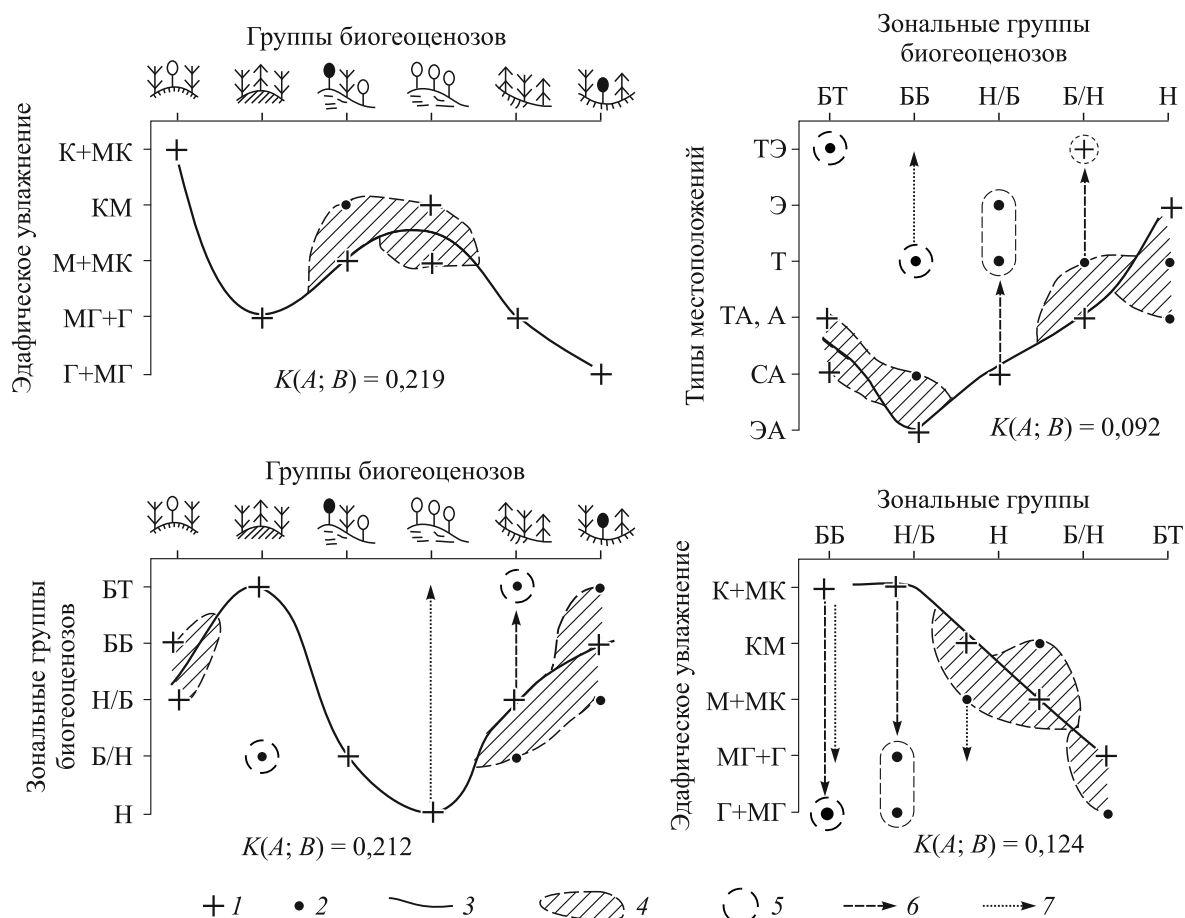 Группы биогеоценозов
Эдафическое увлажнение
К+МК
КМ
М+МК
МГ+Г
Г+МГ
K(A; B) = 0,219
Зональные группы
биогеоценозов
БТ ББ Н/Б Б/Н Н
Типы местоположений
ТЭ
Э
Т
ТА, А
СА
ЭА
K(A; B) = 0,092
Группы биогеоценозов
Зональные группы
биогеоценозов
БТ
ББ
Н/Б
Б/Н
Н
K(A; B) = 0,212
Зональные группы
ББ Н/Б Н Б/Н БТ
Эдафическое увлажнение
К+МК
КМ
М+МК
МГ+Г
Г+МГ
K(A; B) = 0,124
1 2 3 4 5 6 7